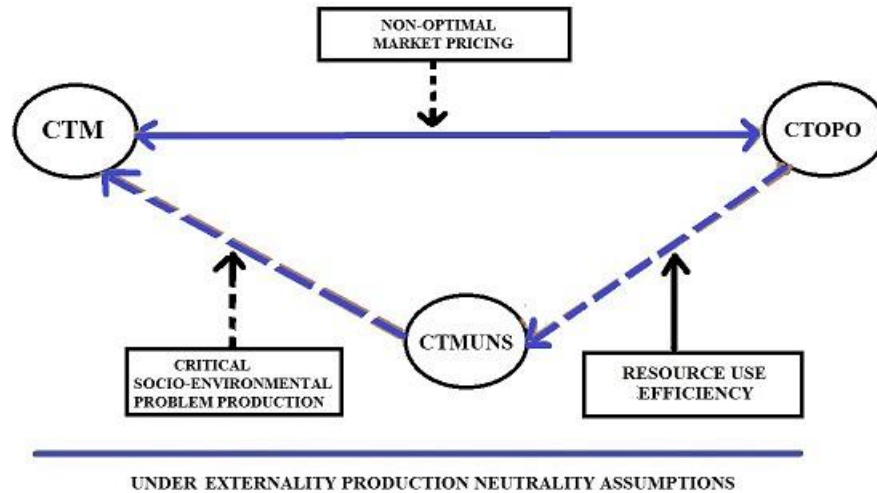 NON-OPTIMAL
MARKET PRICING
CTM
CTOPO
CTMUNS
CRITICAL
SOCIO-ENVIRONMENTAL
PROBLEM PRODUCTION
RESOURCE USE
EFFICIENCY
UNDER EXTERNALITY PRODUCTION NEUTRALITY ASSUMPTIONS